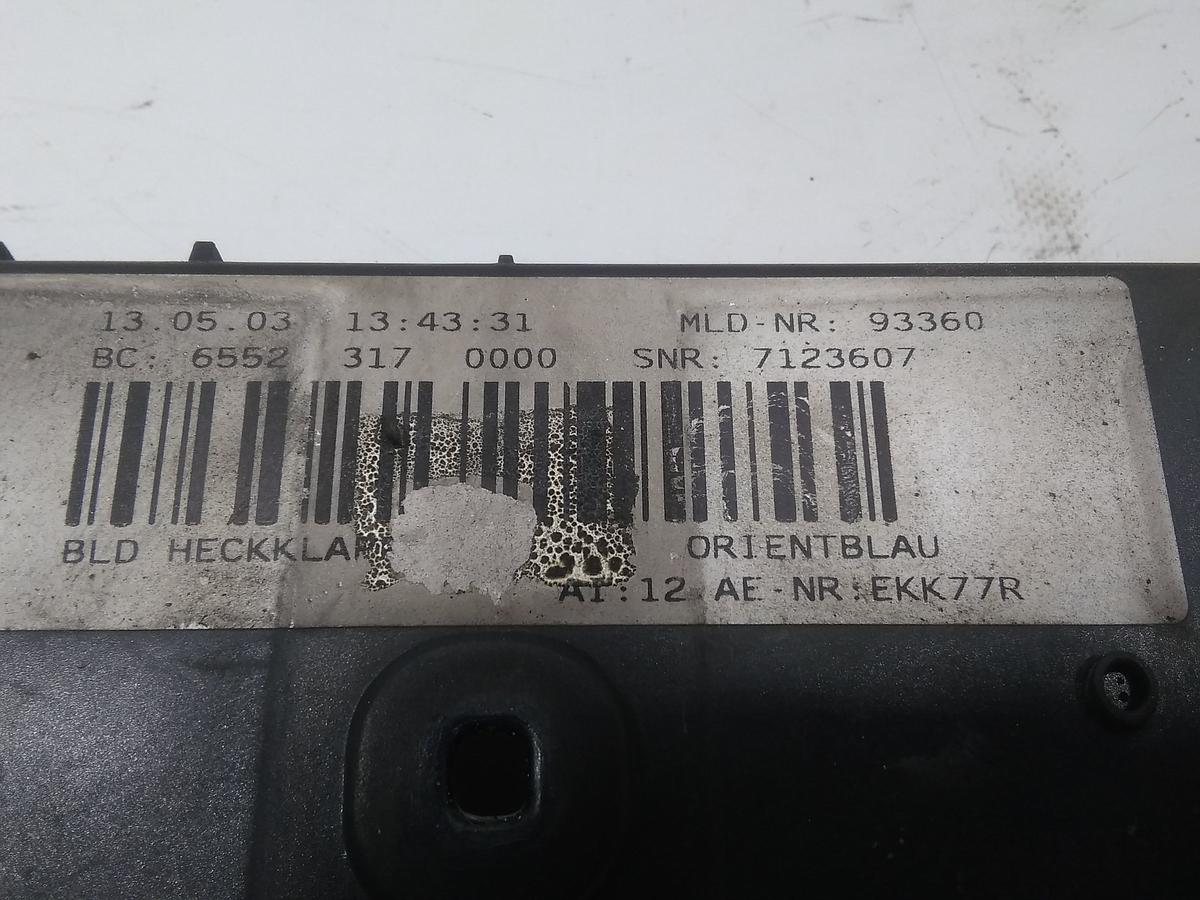 13.05.03 13:43:31 MLD-NR: 93360
BC: 6552 317 0000 SNR: 7123607
BLD ORIENTBLAU
AI:12 AE-NR:EKK77R